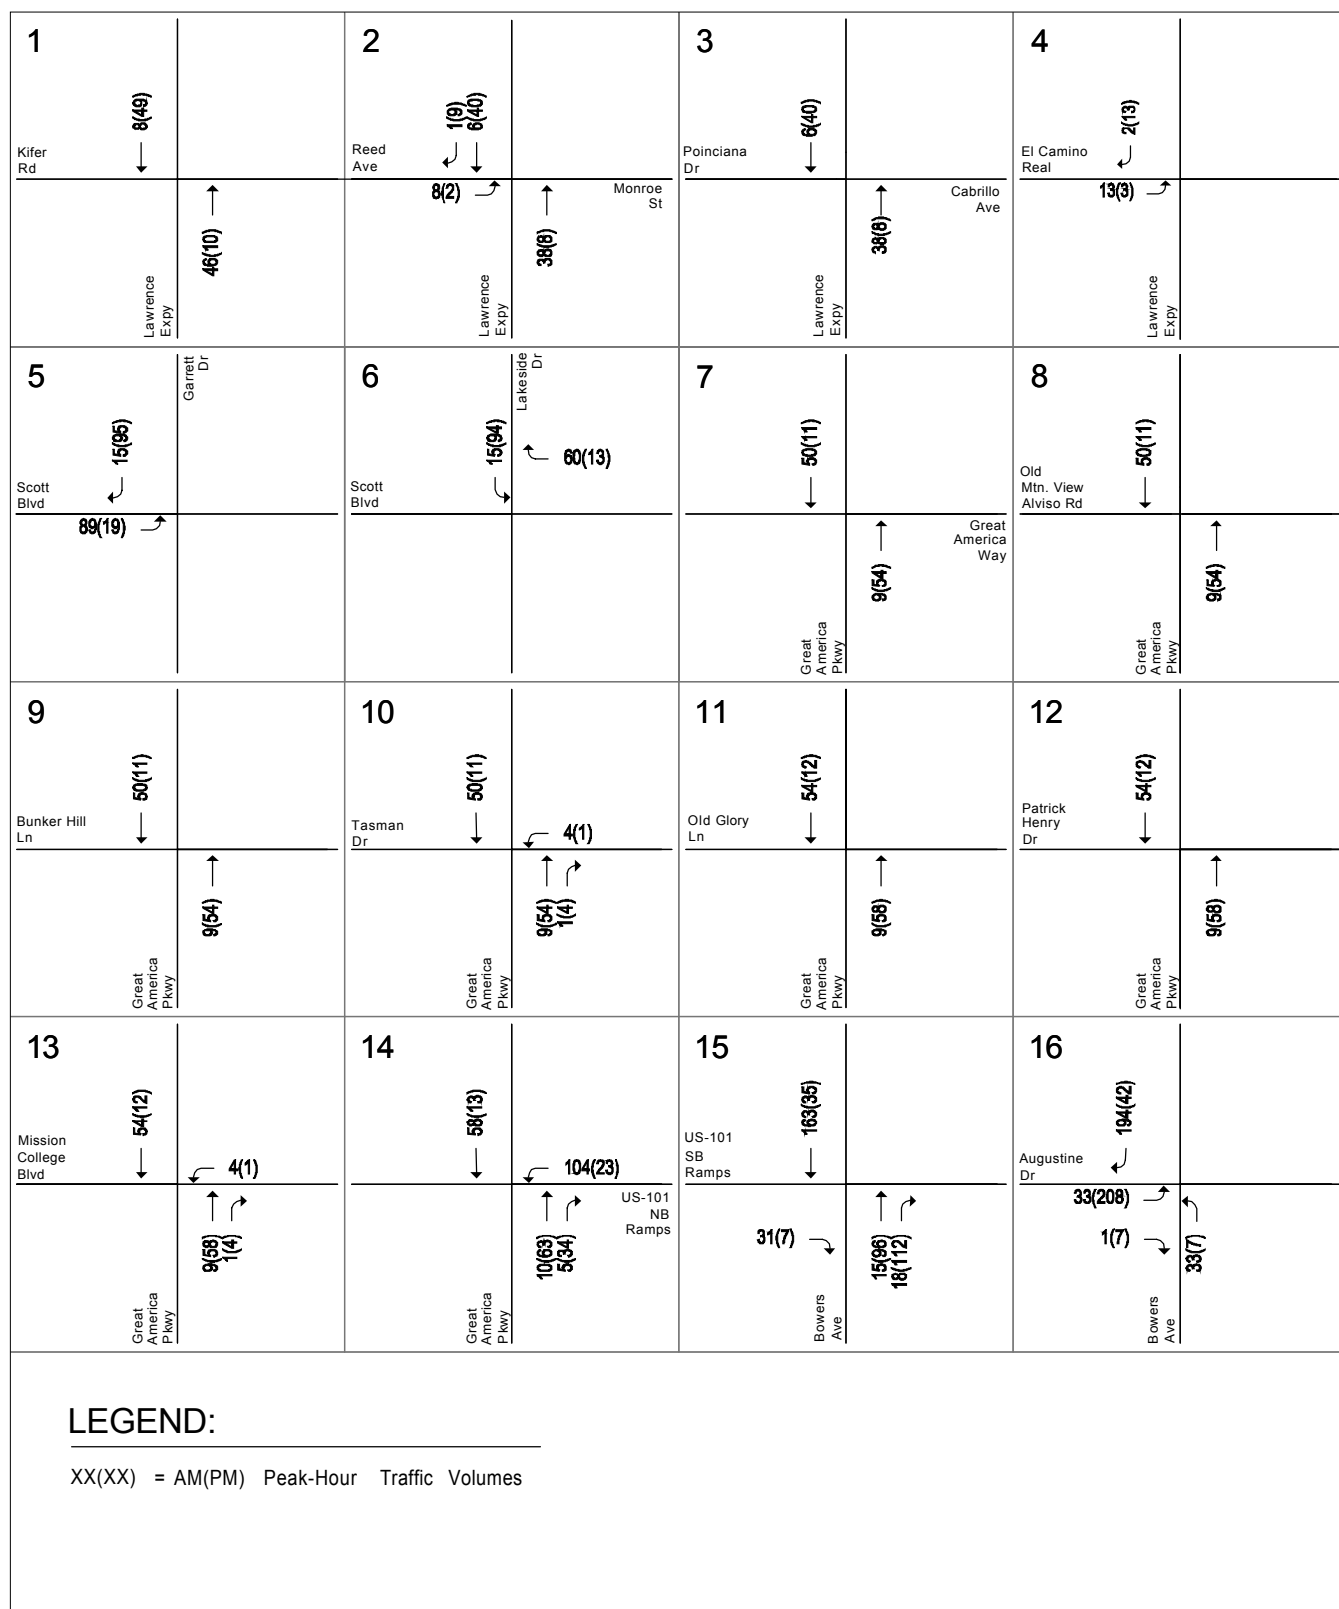 1
8(49)
Kifer
Rd
46(10)
Lawrence
Expy
2
1(9)
6(40)
Reed
Ave
8(2)
Monroe
St
38(8)
Lawrence
Expy
3
6(40)
Poinciana
Dr
Cabrillo
Ave
38(8)
Lawrence
Expy
4
2(13)
El Camino
Real
13(3)
Lawrence
Expy
5
Garrett
Dr
15(95)
Scott
Blvd
89(19)
6
Lakeside
Dr
15(94)
60(13)
Scott
Blvd
7
50(11)
Great
America
Way
9(54)
Great
America
Pkwy
8
50(11)
Old
Mtn. View
Alviso Rd
9(54)
Great
America
Pkwy
9
50(11)
Bunker Hill
Ln
9(54)
Great
America
Pkwy
10
50(11)
Tasman
Dr
4(1)
9(54)
1(4)
Great
America
Pkwy
11
54(12)
Old Glory
Ln
9(58)
Great
America
Pkwy
12
54(12)
Patrick
Henry
Dr
9(58)
Great
America
Pkwy
13
54(12)
Mission
College
Blvd
4(1)
9(58)
1(4)
Great
America
Pkwy
14
58(13)
104(23)
US-101
NB
Ramps
10(63)
5(34)
Great
America
Pkwy
15
163(35)
US-101
SB
Ramps
31(7)
15(96)
18(112)
Bowers
Ave
16
194(42)
Augustine
Dr
33(208)
1(7)
33(7)
Bowers
Ave
LEGEND:
XX(XX) = AM(PM) Peak-Hour Traffic Volumes